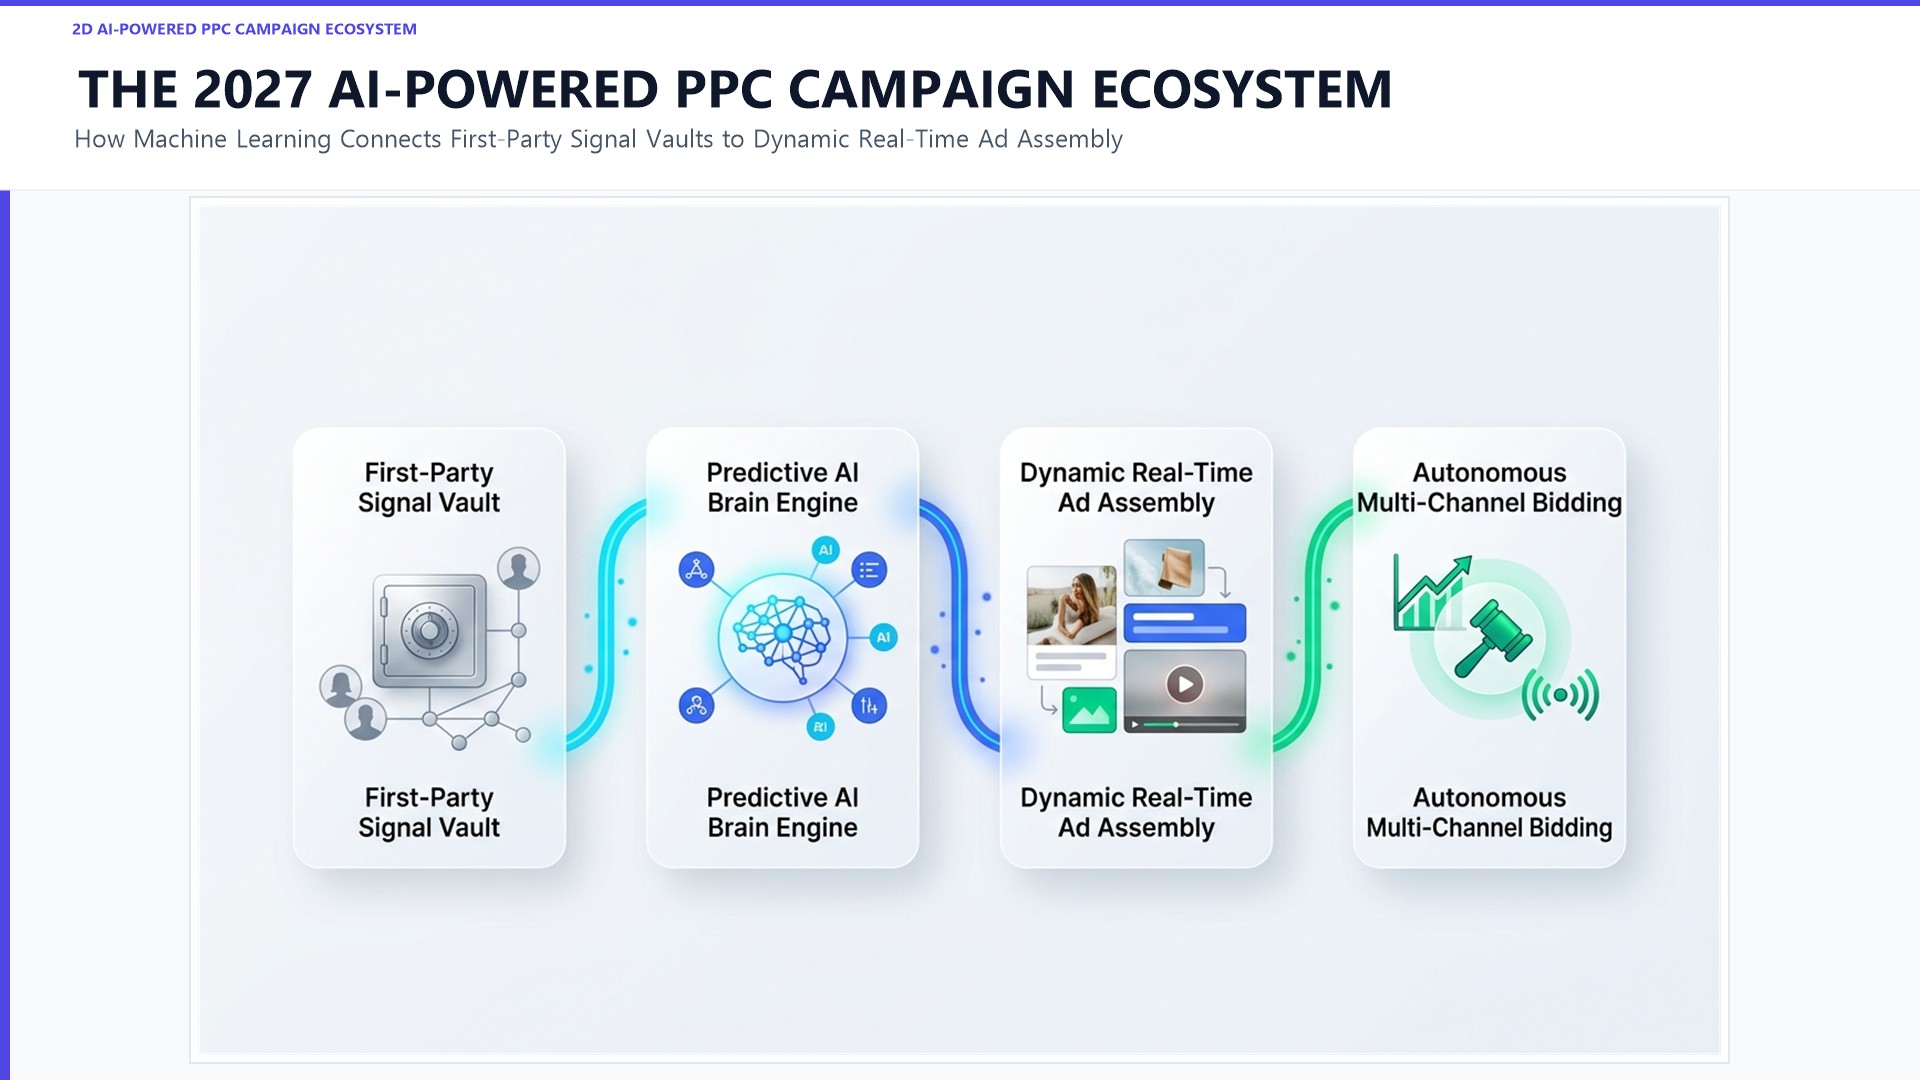 2D AI-POWERED PPC CAMPAIGN ECOSYSTEM
THE 2027 AI-POWERED PPC CAMPAIGN ECOSYSTEM
How Machine Learning Connects First-Party Signal Vaults to Dynamic Real-Time Ad Assembly
First-Party
Signal Vault
First-Party
Signal Vault
Predictive AI
Brain Engine
AI
AI
AI
Predictive AI
Brain Engine
Dynamic Real-Time
Ad Assembly
Dynamic Real-Time
Ad Assembly
Autonomous
Multi-Channel Bidding
Autonomous
Multi-Channel Bidding